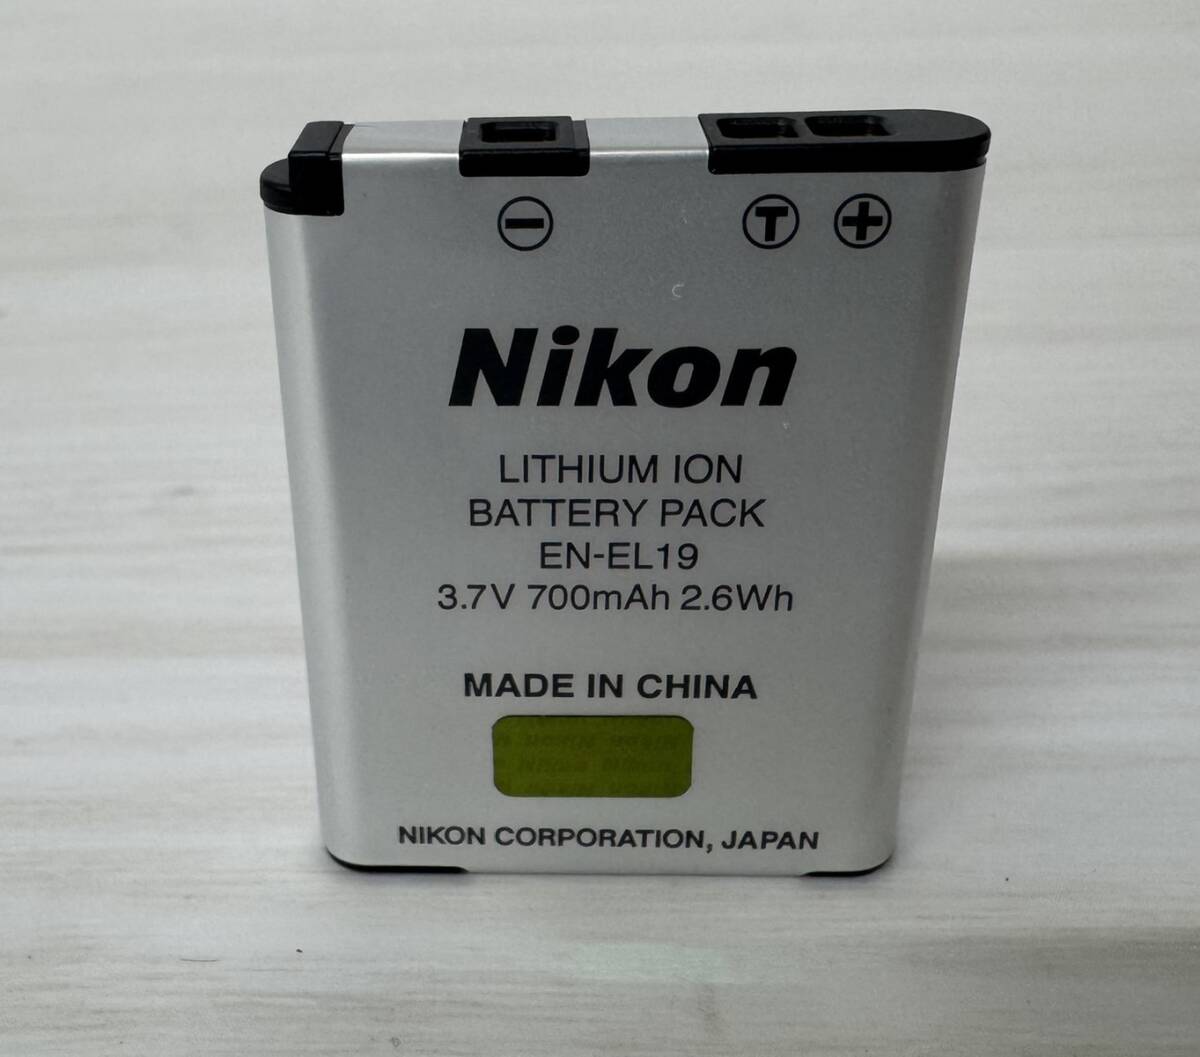 − T +
Nikon
LITHIUM ION
BATTERY PACK
EN-EL19
3.7V 700mAh 2.6Wh
MADE IN CHINA
NIKON CORPORATION, JAPAN